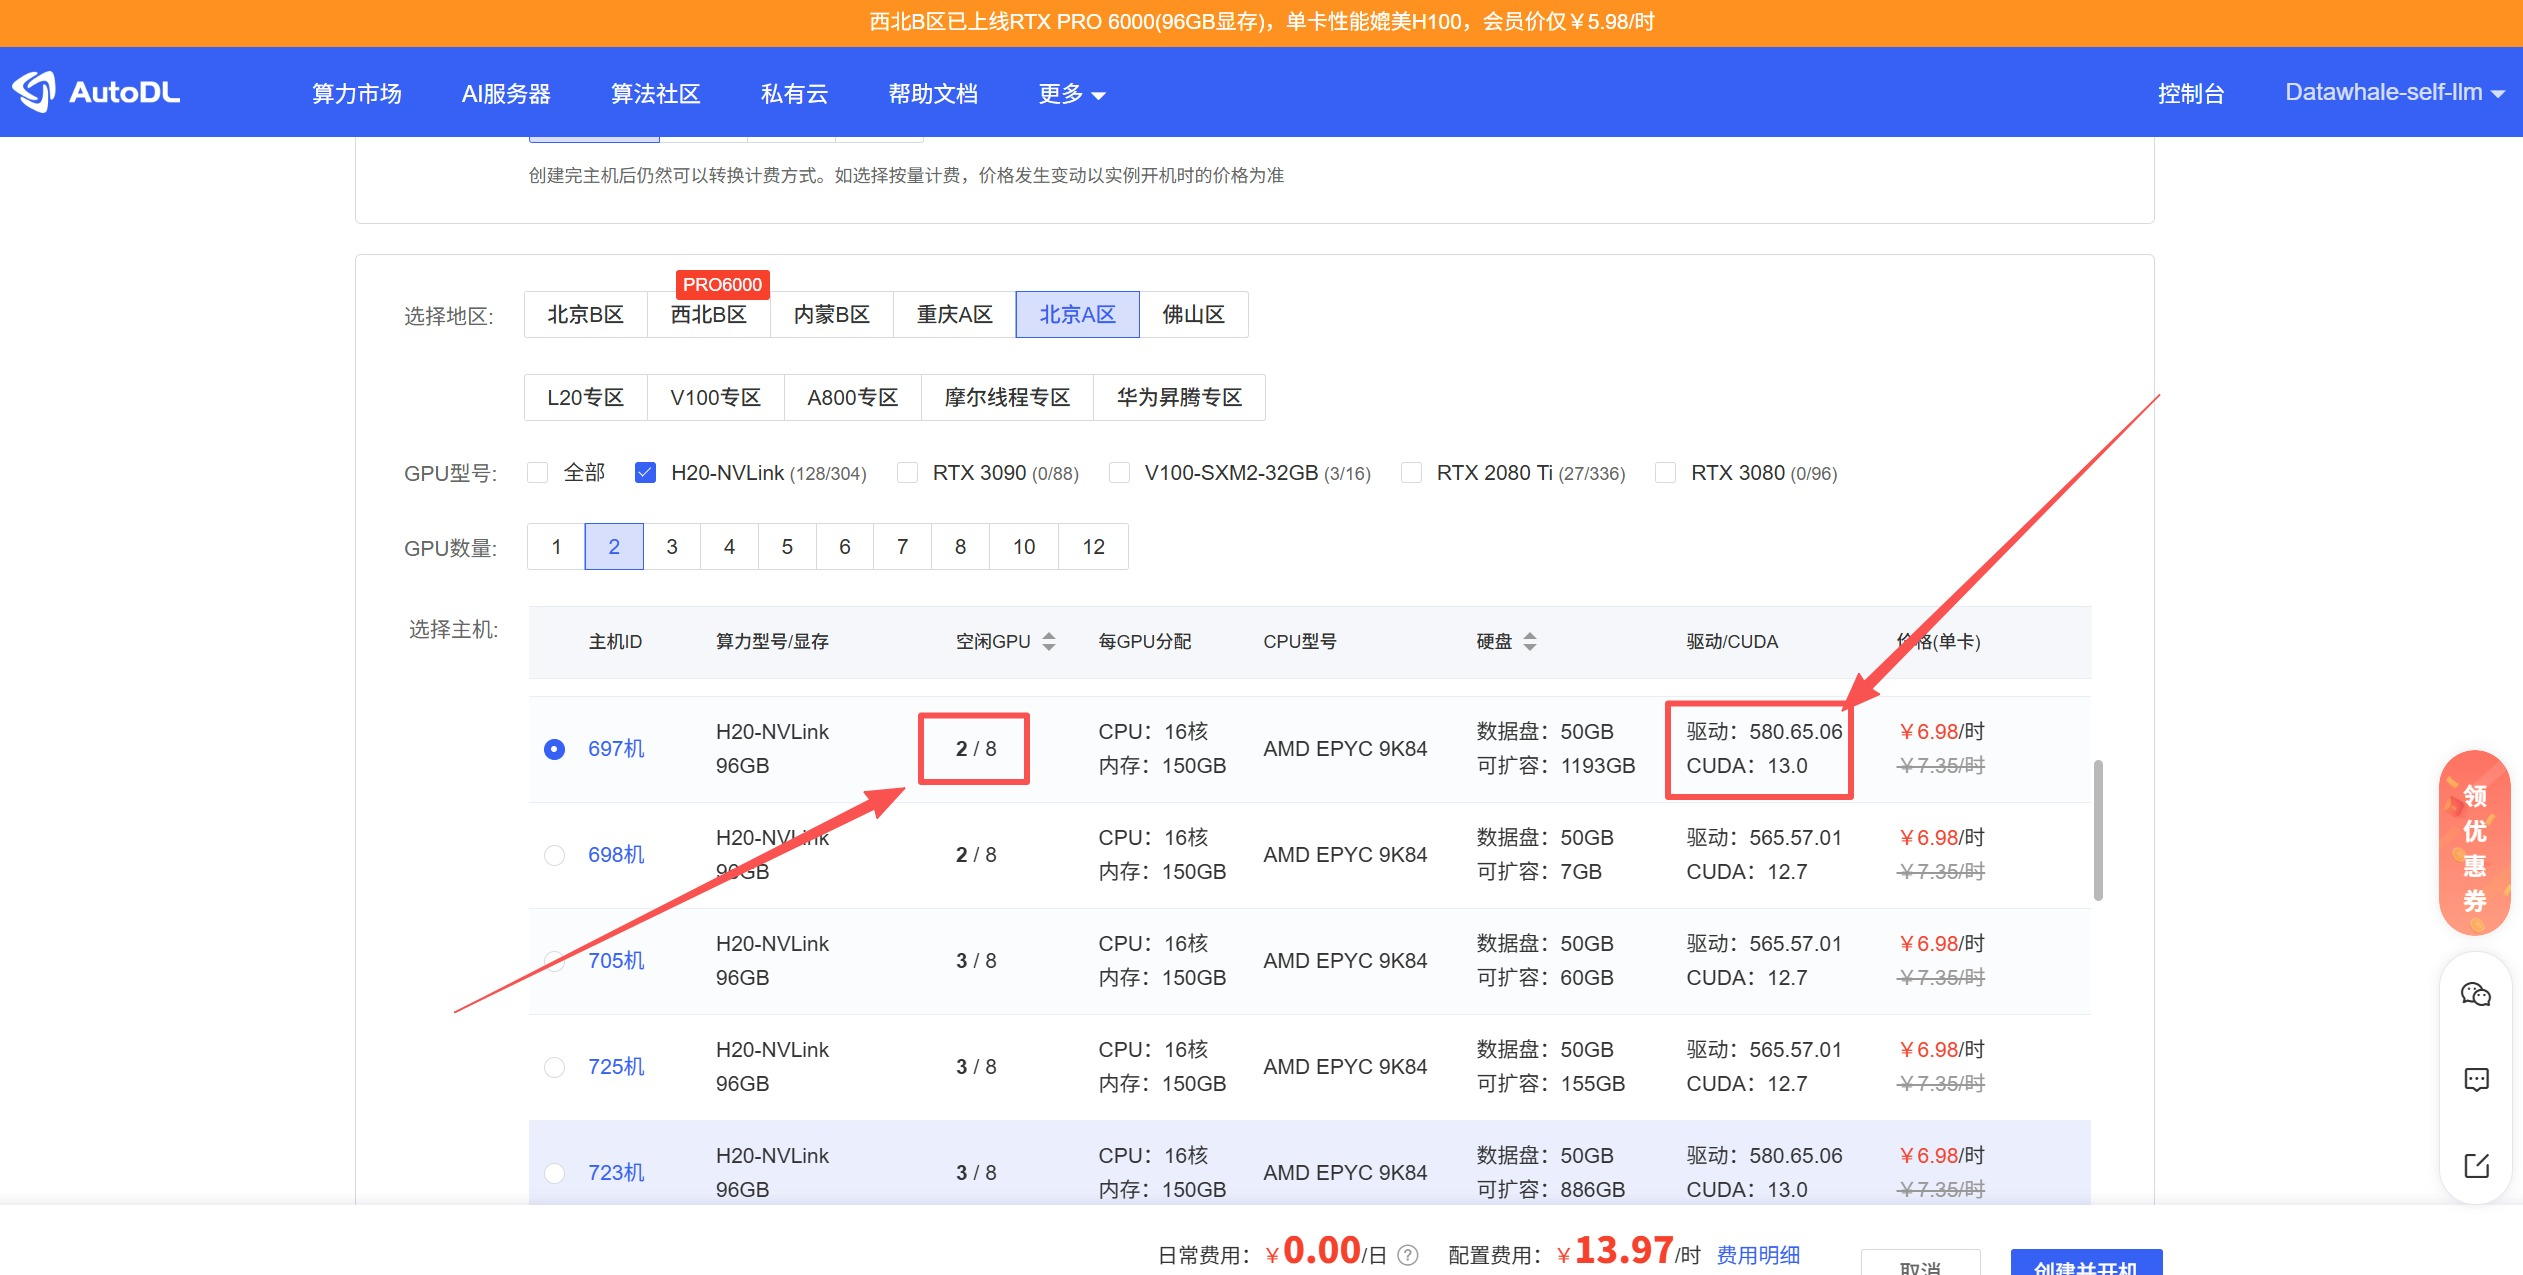 西北B区已上线RTX PRO 6000(96GB显存)，单卡性能媲美H100，会员价仅￥5.98/时
AutoDL 算力市场 AI服务器 算法社区 私有云 帮助文档 更多 控制台 Datawhale-self-llm
创建完主机后仍然可以转换计费方式。如选择按量计费，价格发生变动以实例开机时的价格为准
PRO6000
选择地区: 北京B区 西北B区 内蒙B区 重庆A区 北京A区 佛山区
L20专区 V100专区 A800专区 摩尔线程专区 华为昇腾专区
GPU型号: 全部 H20-NVLink (128/304) RTX 3090 (0/88) V100-SXM2-32GB (3/16) RTX 2080 Ti (27/336) RTX 3080 (0/96)
GPU数量: 1 2 3 4 5 6 7 8 10 12
选择主机: 主机ID 算力型号/显存 空闲GPU 每GPU分配 CPU型号 硬盘 驱动/CUDA 价格(单卡)
697机 H20-NVLink 96GB 2 / 8 CPU：16核 内存：150GB AMD EPYC 9K84 数据盘：50GB 可扩容：1193GB 驱动：580.65.06 CUDA：13.0 ￥6.98/时 ￥7.35/时
698机 H20-NVLink 96GB 2 / 8 CPU：16核 内存：150GB AMD EPYC 9K84 数据盘：50GB 可扩容：7GB 驱动：565.57.01 CUDA：12.7 ￥6.98/时 ￥7.35/时
705机 H20-NVLink 96GB 3 / 8 CPU：16核 内存：150GB AMD EPYC 9K84 数据盘：50GB 可扩容：60GB 驱动：565.57.01 CUDA：12.7 ￥6.98/时 ￥7.35/时
725机 H20-NVLink 96GB 3 / 8 CPU：16核 内存：150GB AMD EPYC 9K84 数据盘：50GB 可扩容：155GB 驱动：565.57.01 CUDA：12.7 ￥6.98/时 ￥7.35/时
723机 H20-NVLink 96GB 3 / 8 CPU：16核 内存：150GB AMD EPYC 9K84 数据盘：50GB 可扩容：886GB 驱动：580.65.06 CUDA：13.0 ￥6.98/时 ￥7.35/时
领优惠券
日常费用：￥0.00/日 ? 配置费用：￥13.97/时 费用明细 取消 创建并开机